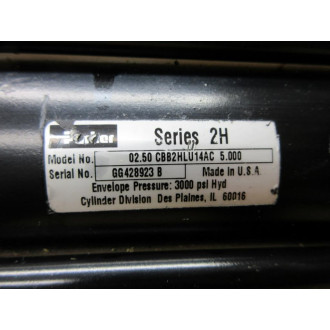 Parker Series 2H
Model No. 02.50 CBB2HLU14AC 5.000
Serial No. GG428923 B Made in U.S.A.
Envelope Pressure: 3000 psi Hyd
Cylinder Division Des Plaines, IL 60016